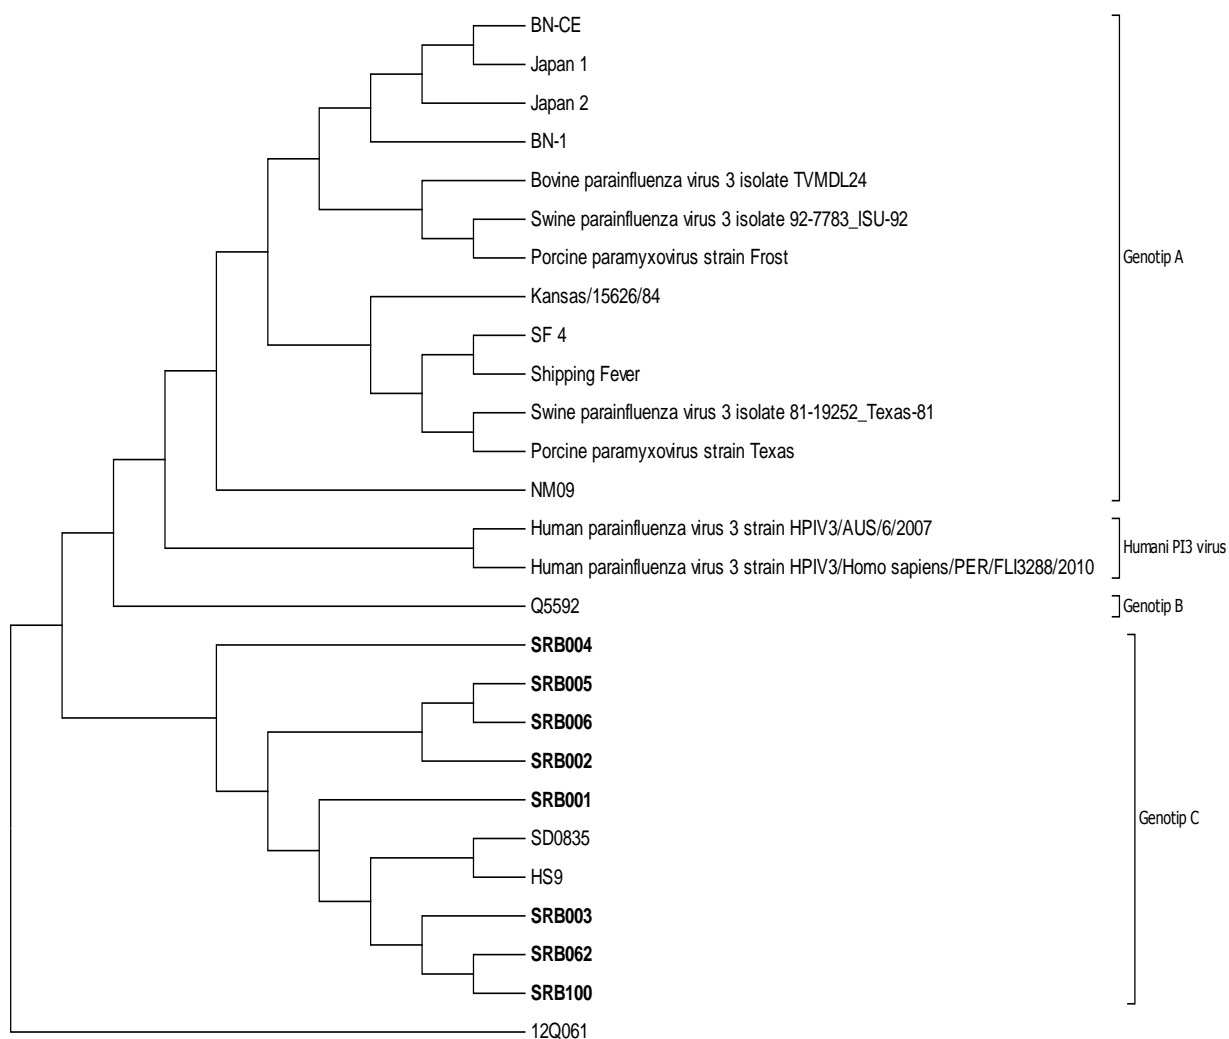 BN-CE
Japan 1
Japan 2
BN-1
Bovine parainfluenza virus 3 isolate TVMDL24
Swine parainfluenza virus 3 isolate 92-7783_ISU-92
Porcine paramyxovirus strain Frost
Genotip A
Kansas/15626/84
SF 4
Shipping Fever
Swine parainfluenza virus 3 isolate 81-19252_Texas-81
Porcine paramyxovirus strain Texas
NM09
Human parainfluenza virus 3 strain HPIV3/AUS/6/2007
Humani PI3 virus
Human parainfluenza virus 3 strain HPIV3/Homo sapiens/PER/FLI3288/2010
Q5592
Genotip B
SRB004
SRB005
SRB006
SRB002
SRB001
Genotip C
SD0835
HS9
SRB003
SRB062
SRB100
12Q061